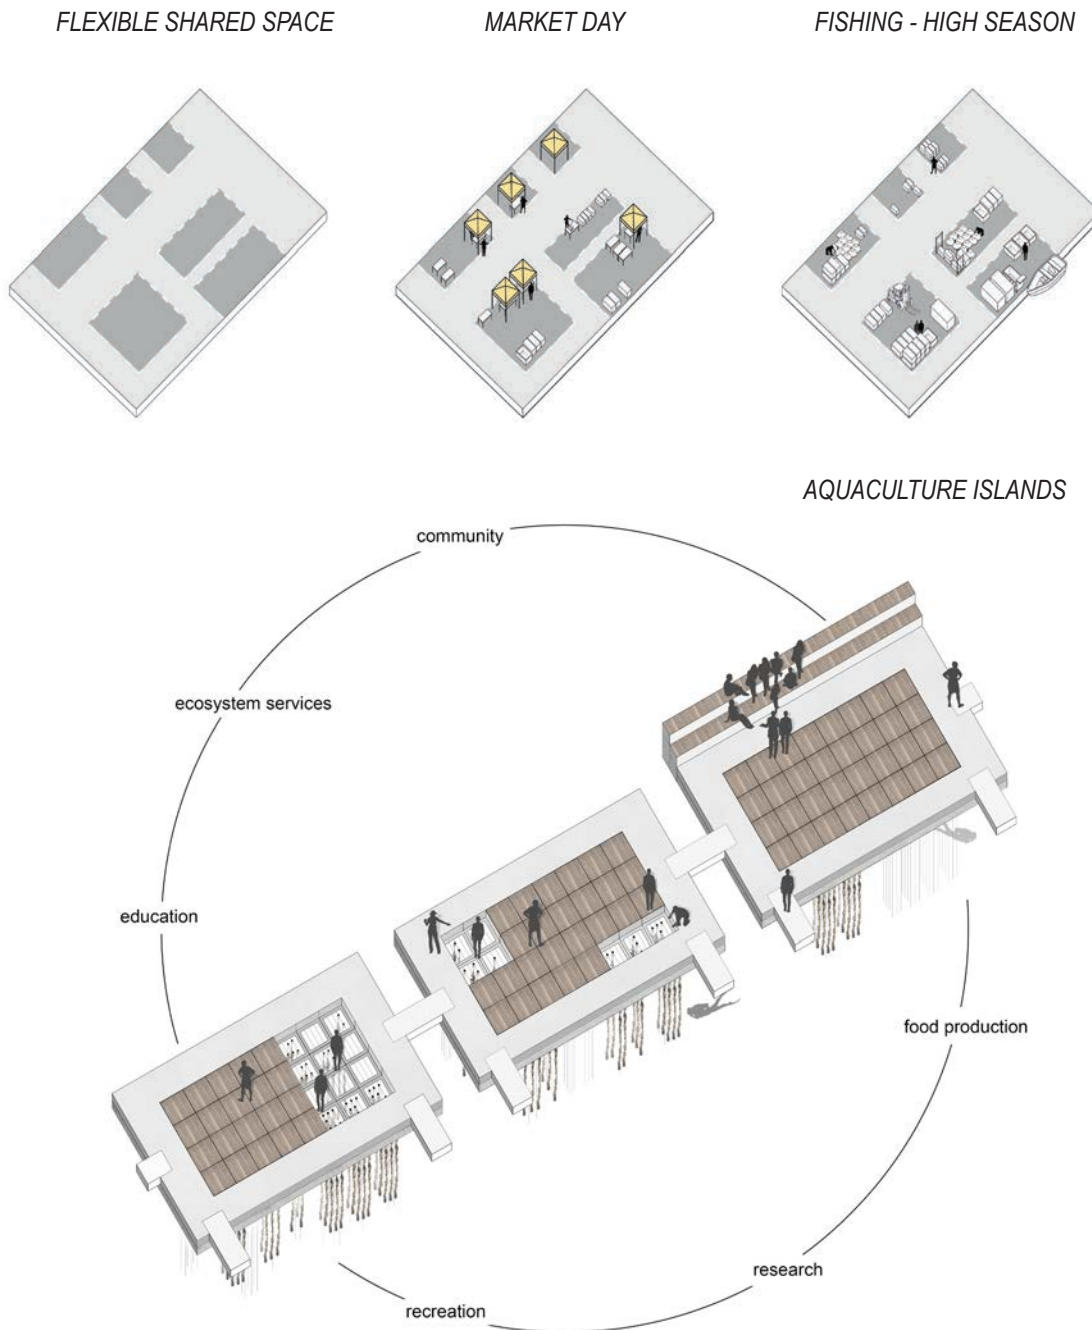 FLEXIBLE SHARED SPACE
MARKET DAY
FISHING - HIGH SEASON
AQUACULTURE ISLANDS
community
ecosystem services
education
food production
research
recreation